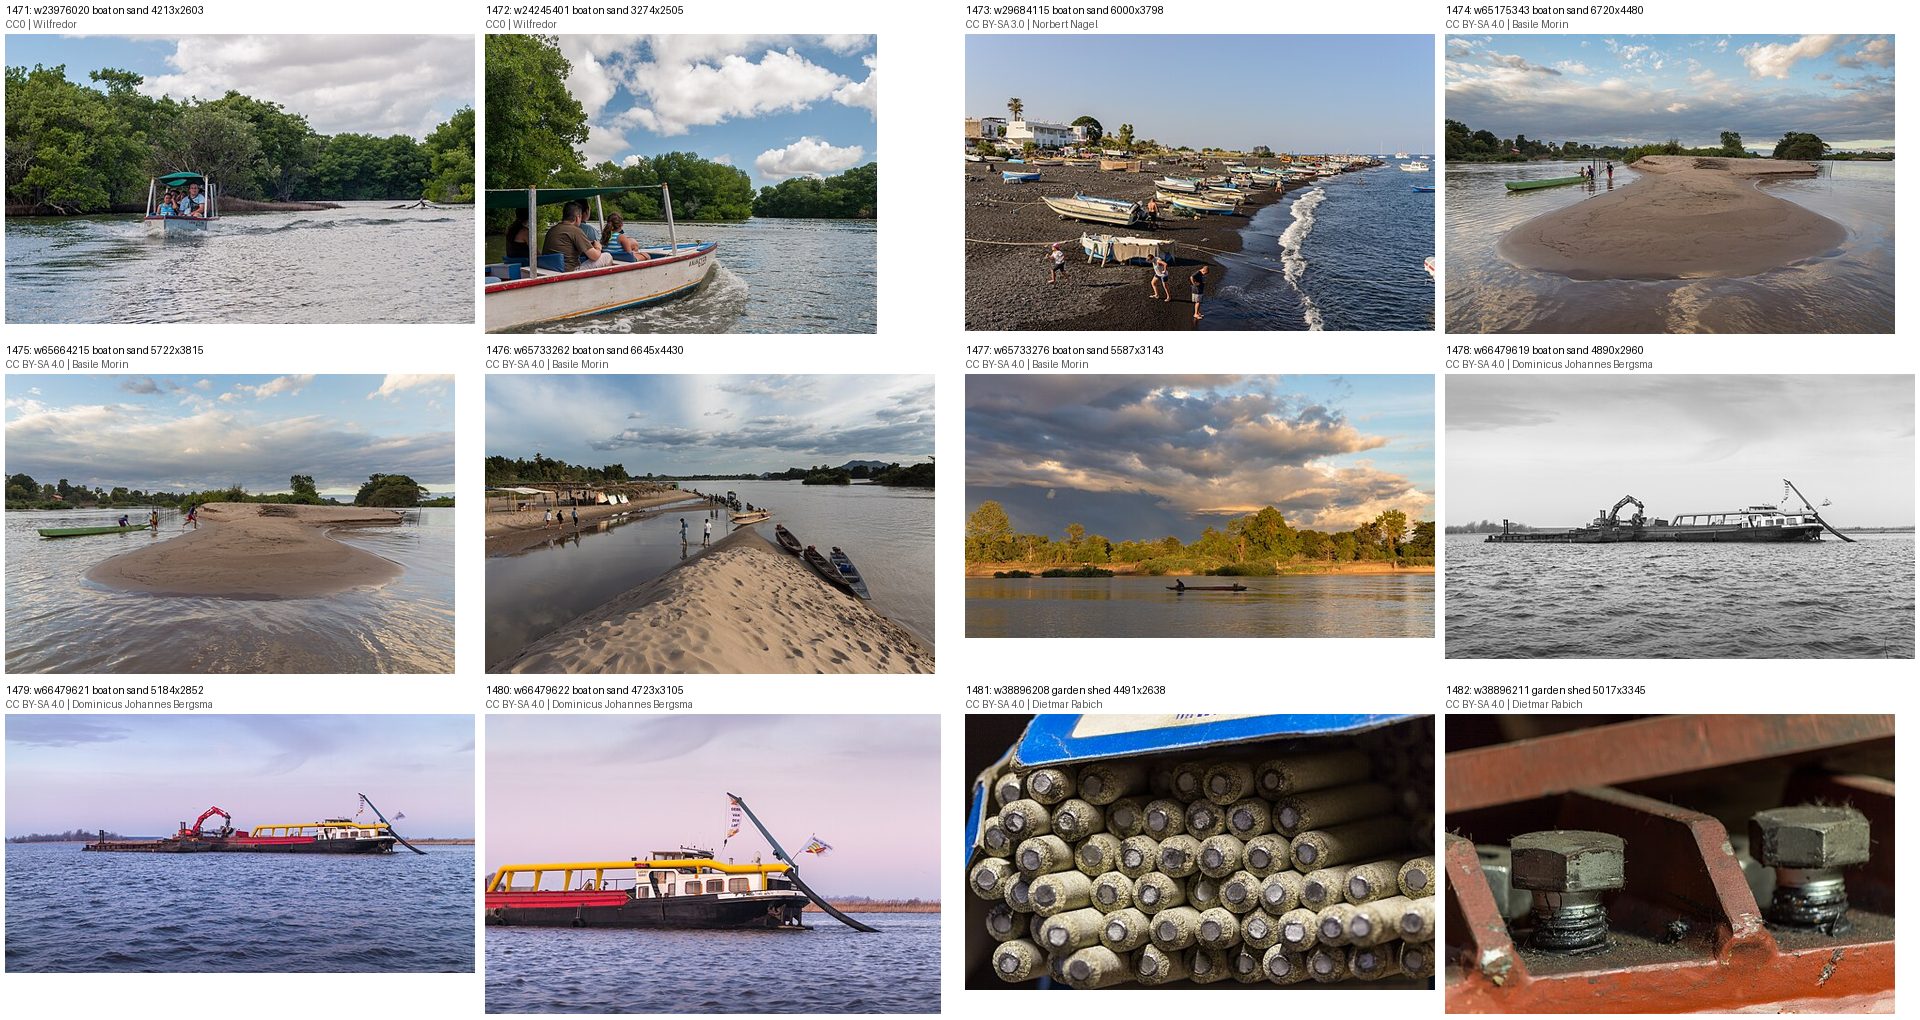 1471: w23976020 boat on sand 4213x2603
CC0 | Wilfredor
1472: w24245401 boat on sand 3274x2505
CC0 | Wilfredor
1473: w29684115 boat on sand 6000x3798
CC BY-SA 3.0 | Norbert Nagel
1474: w65175343 boat on sand 6720x4480
CC BY-SA 4.0 | Basile Morin
1475: w65664215 boat on sand 5722x3815
CC BY-SA 4.0 | Basile Morin
1476: w65733262 boat on sand 6645x4430
CC BY-SA 4.0 | Basile Morin
1477: w65733276 boat on sand 5587x3143
CC BY-SA 4.0 | Basile Morin
1478: w66479619 boat on sand 4890x2960
CC BY-SA 4.0 | Dominicus Johannes Bergsma
1479: w66479621 boat on sand 5184x2852
CC BY-SA 4.0 | Dominicus Johannes Bergsma
1480: w66479622 boat on sand 4723x3105
CC BY-SA 4.0 | Dominicus Johannes Bergsma
1481: w38896208 garden shed 4491x2638
CC BY-SA 4.0 | Dietmar Rabich
1482: w38896211 garden shed 5017x3345
CC BY-SA 4.0 | Dietmar Rabich